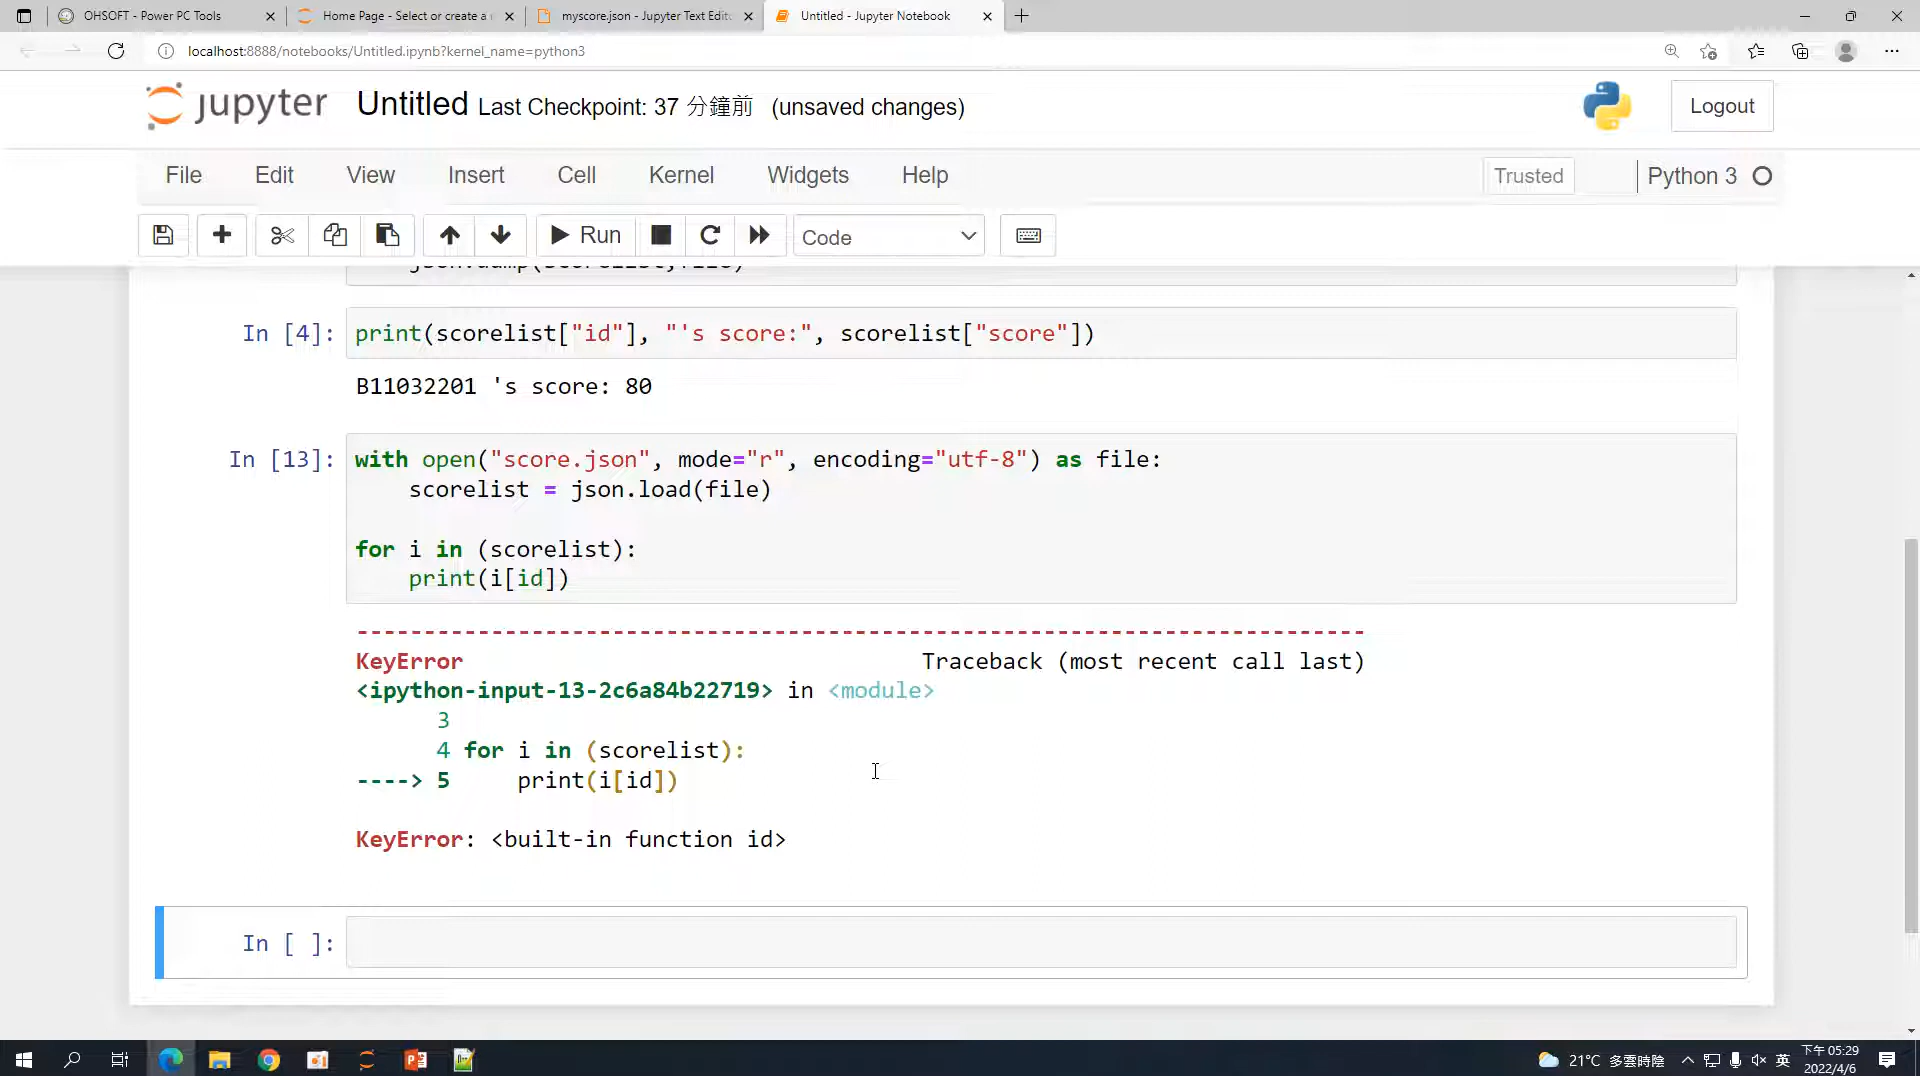 OHSOFT - Power PC Tools
Home Page - Select or create a
myscore.json - Jupyter Text Edit
Untitled - Jupyter Notebook
localhost:8888/notebooks/Untitled.ipynb?kernel_name=python3
jupyter Untitled Last Checkpoint: 37 分鐘前 (unsaved changes)
Logout
File Edit View Insert Cell Kernel Widgets Help
Trusted
Python 3
Run
Code
json.dump(scorelist,file)
In [4]: print(scorelist["id"], "'s score:", scorelist["score"])
B11032201 's score: 80
In [13]: with open("score.json", mode="r", encoding="utf-8") as file:
scorelist = json.load(file)
for i in (scorelist):
print(i[id])
---------------------------------------------------------------------------
KeyError Traceback (most recent call last)
<ipython-input-13-2c6a84b22719> in <module>
3
4 for i in (scorelist):
----> 5 print(i[id])
KeyError: <built-in function id>
In [ ]:
21°C 多雲時陰
英
下午 05:29
2022/4/6